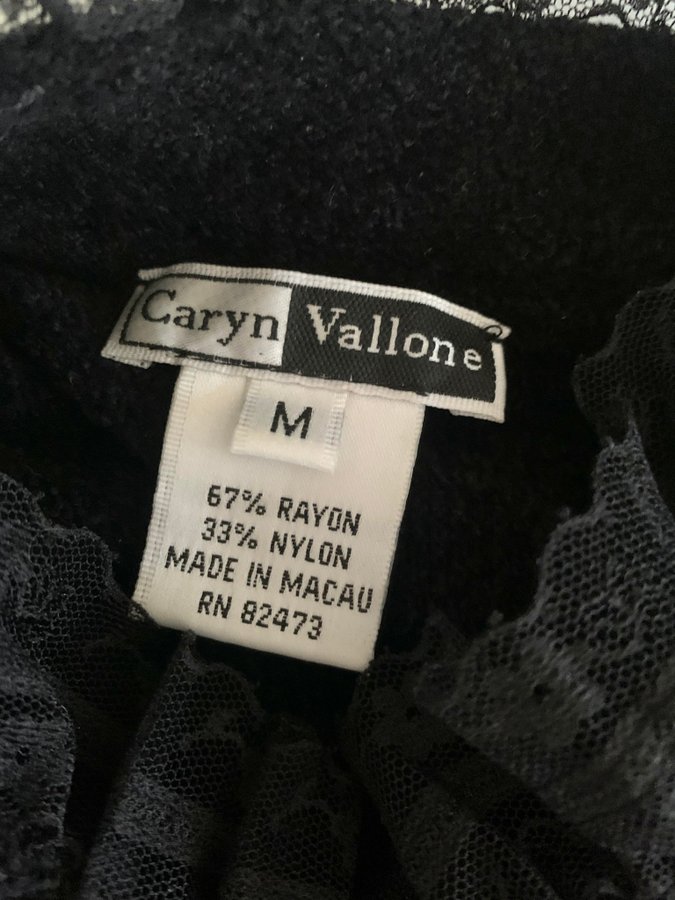 Caryn Vallone
M
67% RAYON
33% NYLON
MADE IN MACAU
RN 82473